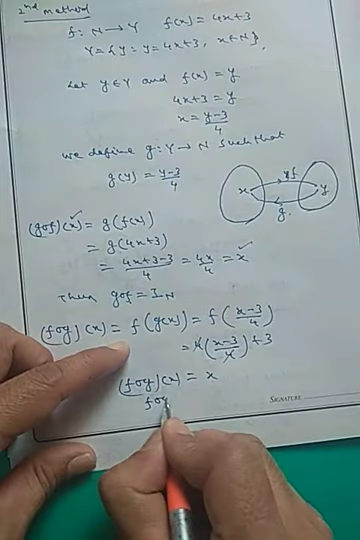 2nd Method
f: N → Y f(x) = 4x+3
Y = {y: y = 4x+3, x ∈ N},
Let y ∈ Y and f(x) = y
4x+3 = y
x = y-3/4
we define g: Y → N such that
g(y) = y-3/4
x yf y
g.
(gof)(x) = g(f(x))
= g(4x+3)
= 4x+3-3/4 = 4x/4 = x
Then gof = I_N
(fog)(x) = f(g(x)) = f(x-3/4)
= 4(x-3/4) + 3
(fog)(x) = x
fog
SIGNATURE